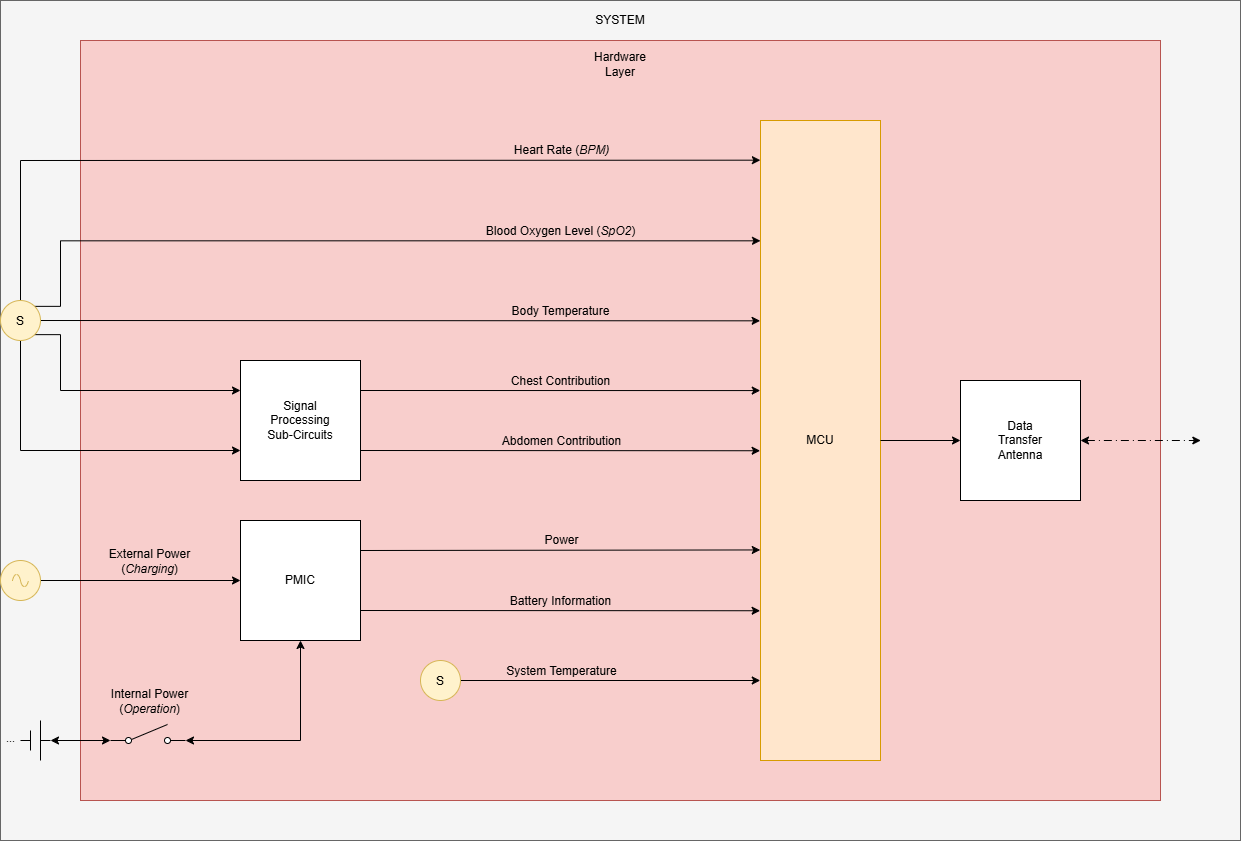 SYSTEM
Hardware
Layer
Heart Rate (BPM)
Blood Oxygen Level (SpO2)
S
Body Temperature
Chest Contribution
Signal
Processing
Sub-Circuits
Abdomen Contribution
MCU
Data
Transfer
Antenna
External Power
(Charging)
PMIC
Power
Battery Information
S
System Temperature
Internal Power
(Operation)
...